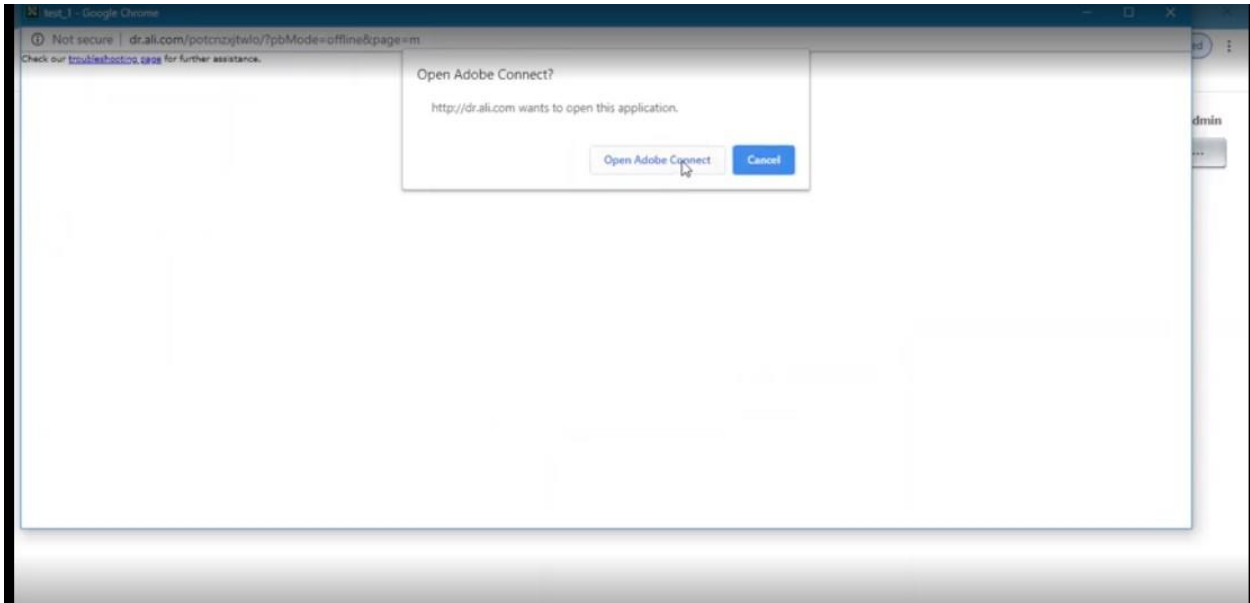 test_1 - Google Chrome
Not secure | dr.ali.com/potcnzxjtwlo/?pbMode=offline&page=m
ed
Check our troubleshooting page for further assistance.
Open Adobe Connect?
http://dr.ali.com wants to open this application.
dmin
...
Open Adobe Connect
Cancel